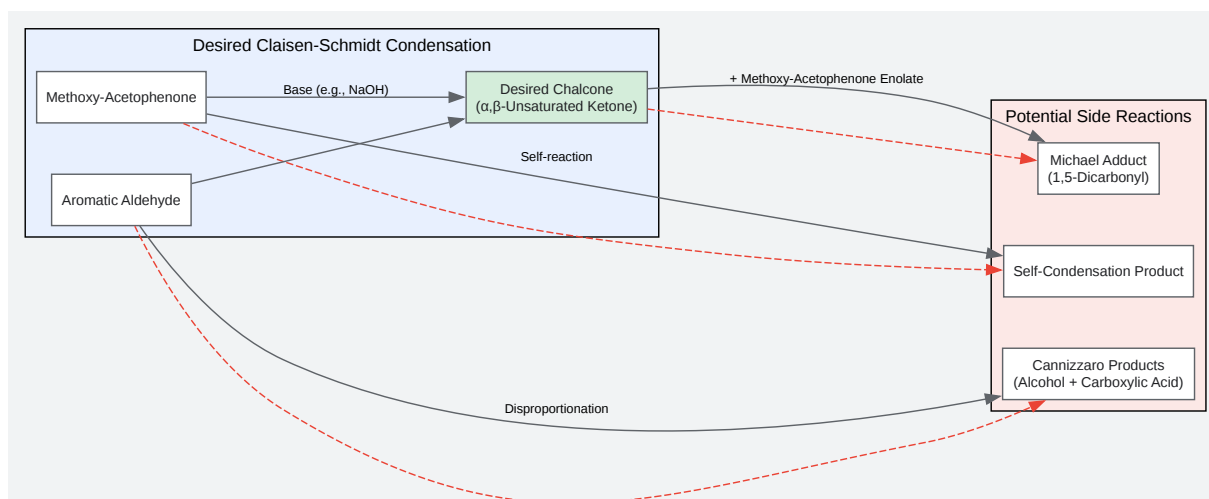 Desired Claisen-Schmidt Condensation
Methoxy-Acetophenone
Base (e.g., NaOH)
Desired Chalcone
(α,β-Unsaturated Ketone)
+ Methoxy-Acetophenone Enolate
Potential Side Reactions
Michael Adduct
(1,5-Dicarbonyl)
Self-reaction
Aromatic Aldehyde
Self-Condensation Product
Cannizzaro Products
(Alcohol + Carboxylic Acid)
Disproportionation